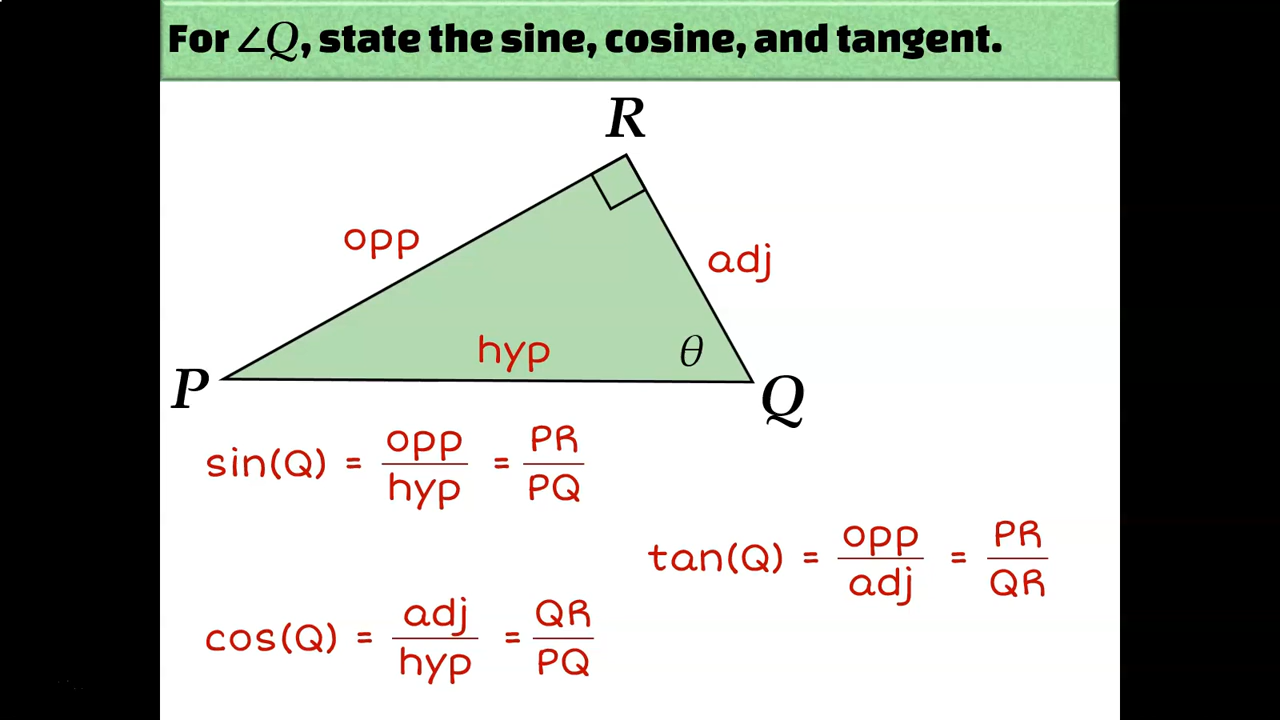 For ∠Q, state the sine, cosine, and tangent.
R
opp
adj
hyp
θ
P
Q
sin(Q) = opp/hyp = PR/PQ
tan(Q) = opp/adj = PR/QR
cos(Q) = adj/hyp = QR/PQ